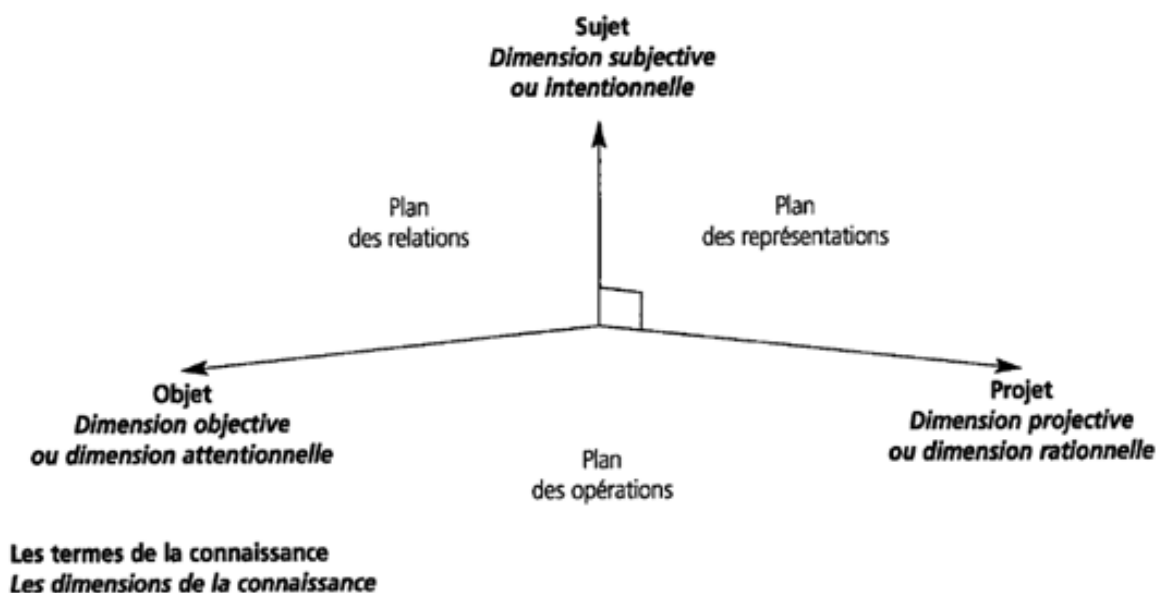 Sujet
Dimension subjective
ou intentionnelle
Plan
des relations
Plan
des représentations
Objet
Dimension objective
ou dimension attentionnelle
Projet
Dimension projective
ou dimension rationnelle
Plan
des opérations
Les termes de la connaissance
Les dimensions de la connaissance